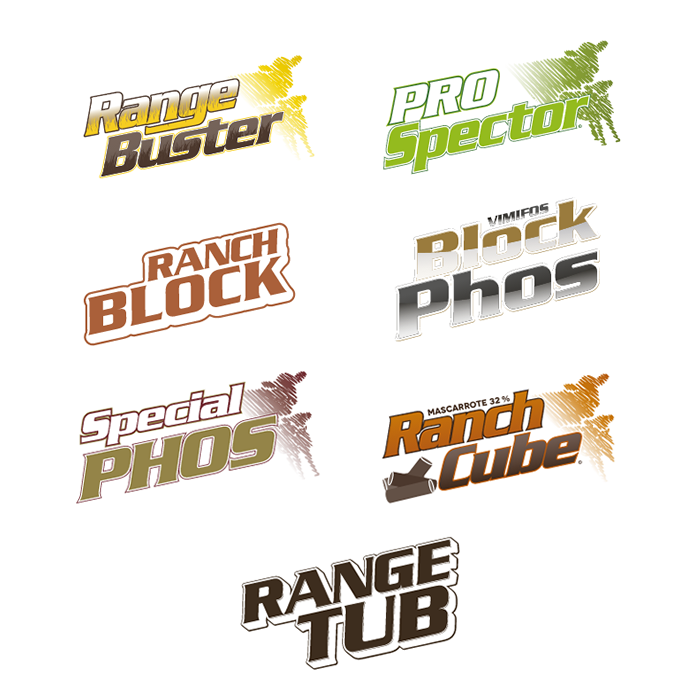 Range
Buster
PRO
Spector®
RANCH
BLOCK
VIMIFOS
Block
Phos
Special
PHOS
MASCARROTE 32%
Ranch
Cube®
RANGE
TUB